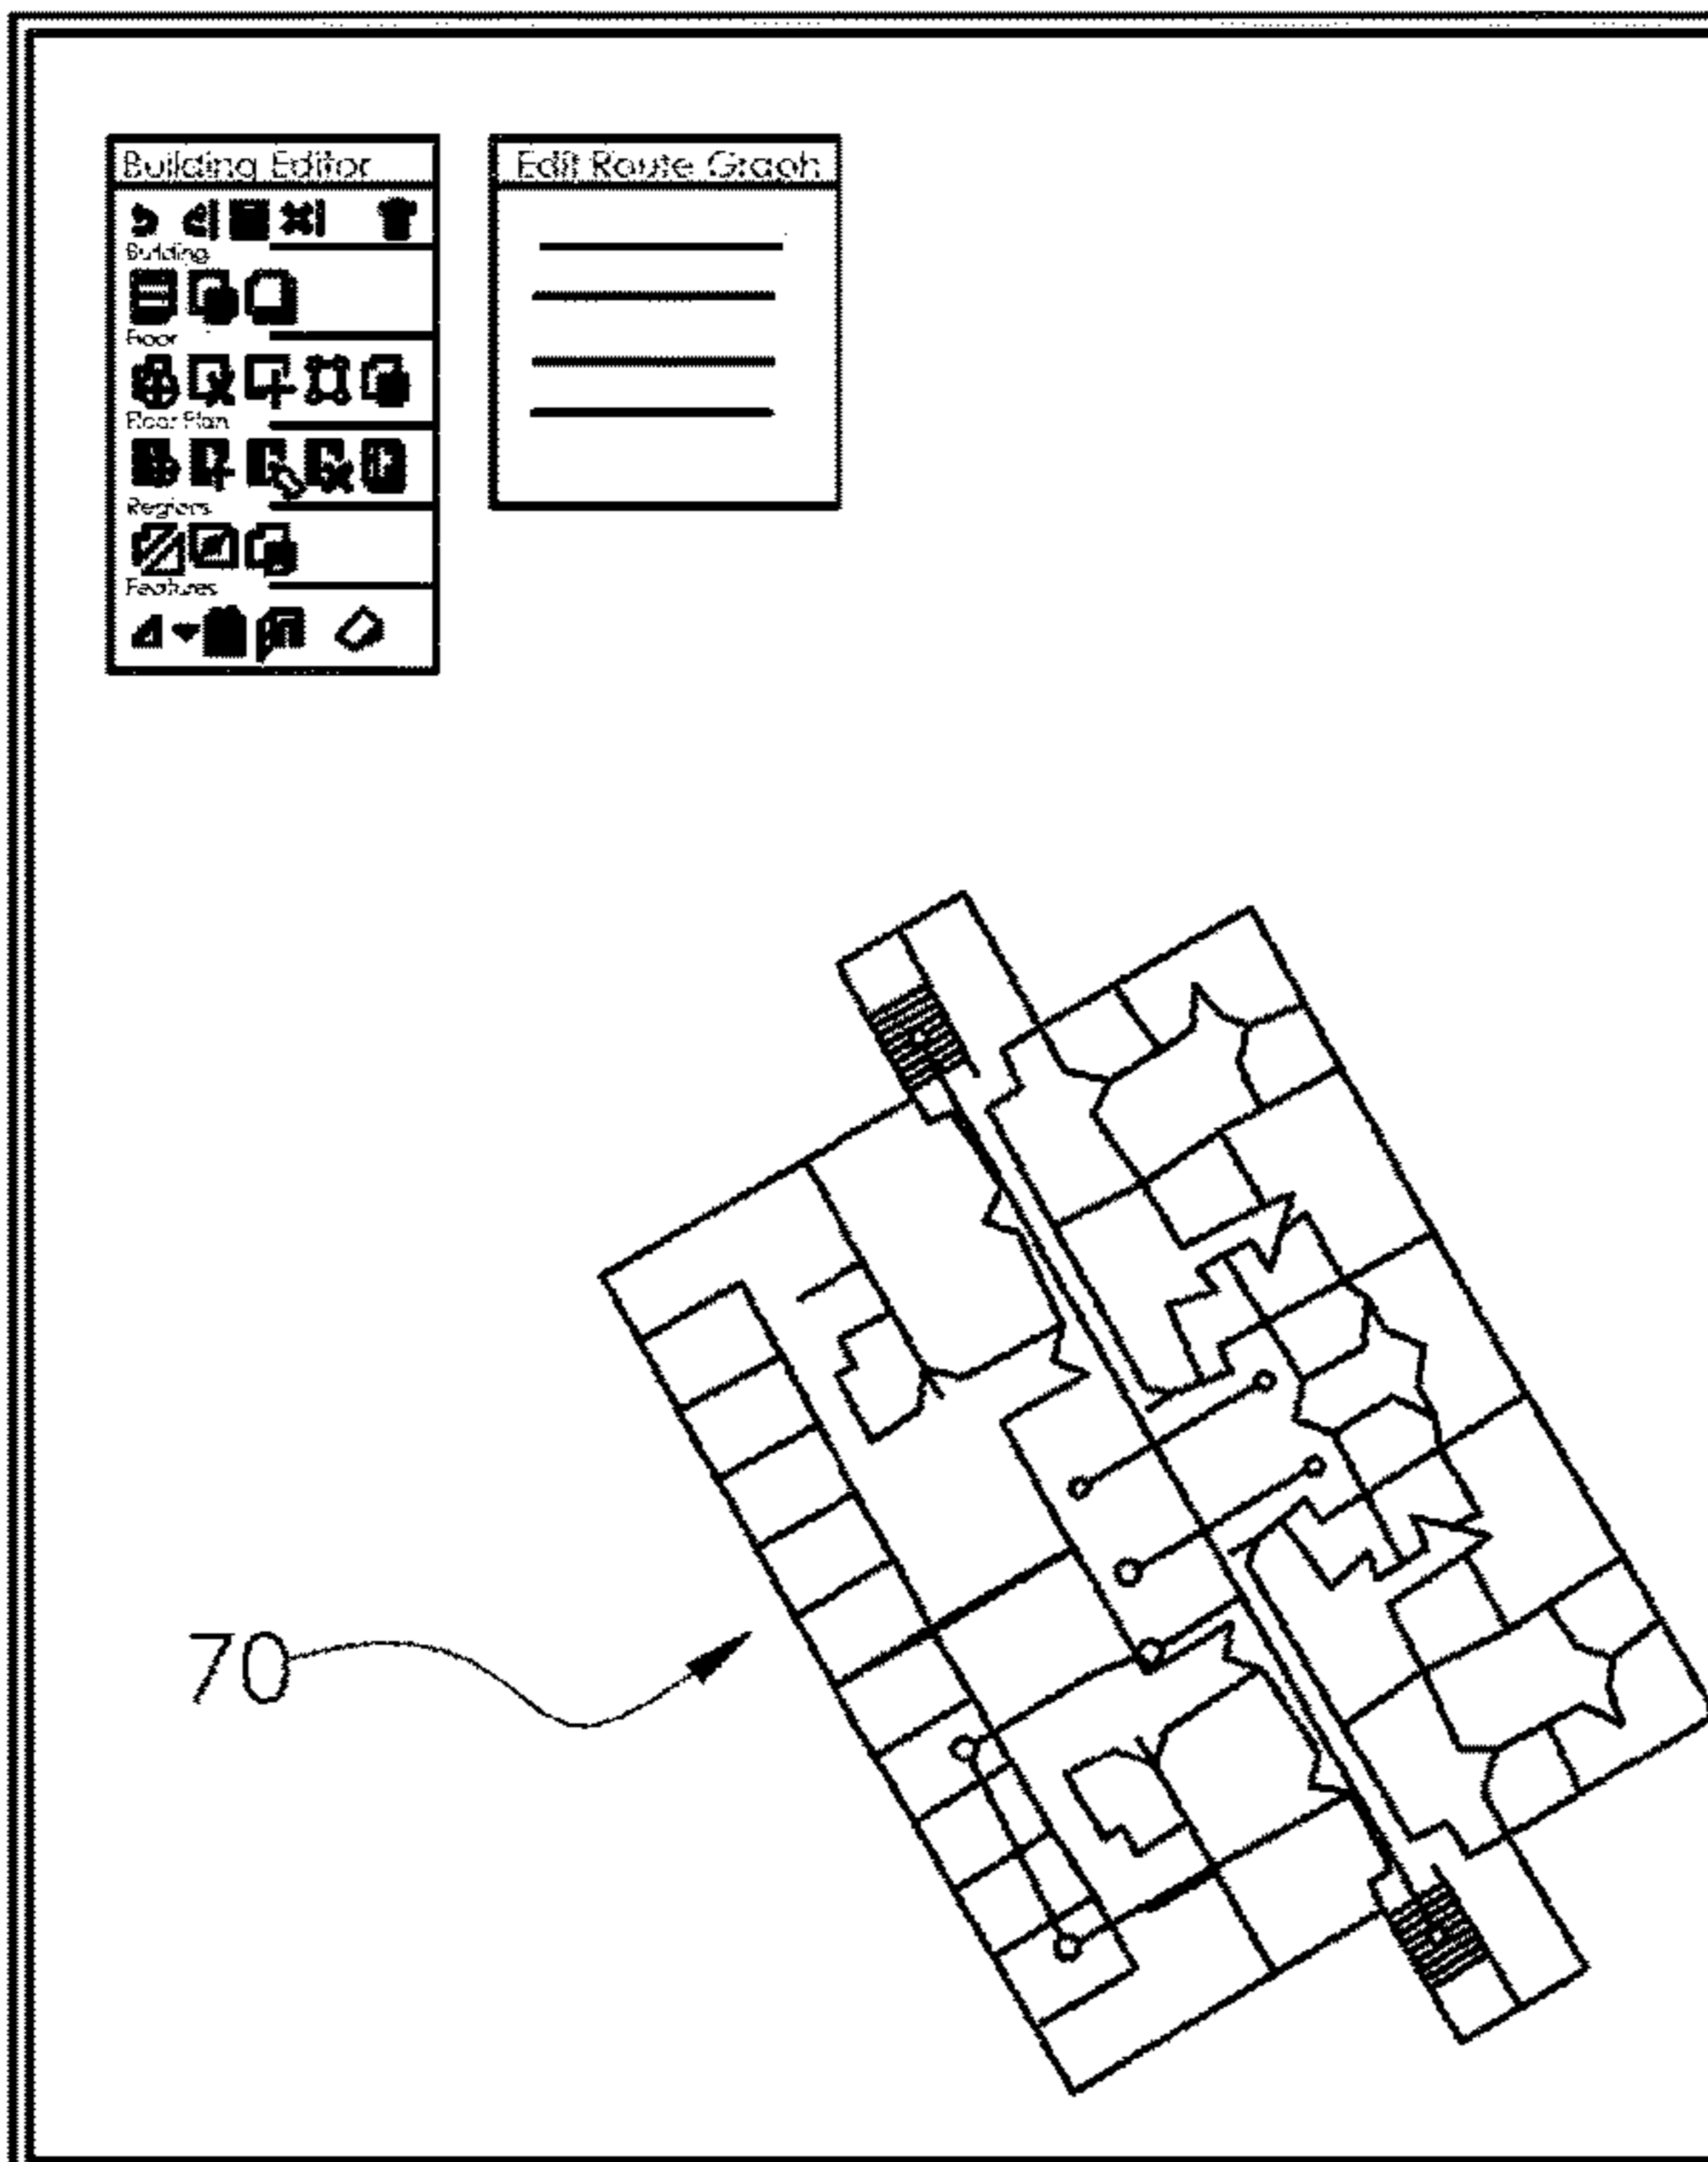 Building Editor
Edit Route Graph
Building
Floor
Floor Plan
Regions
Features
70